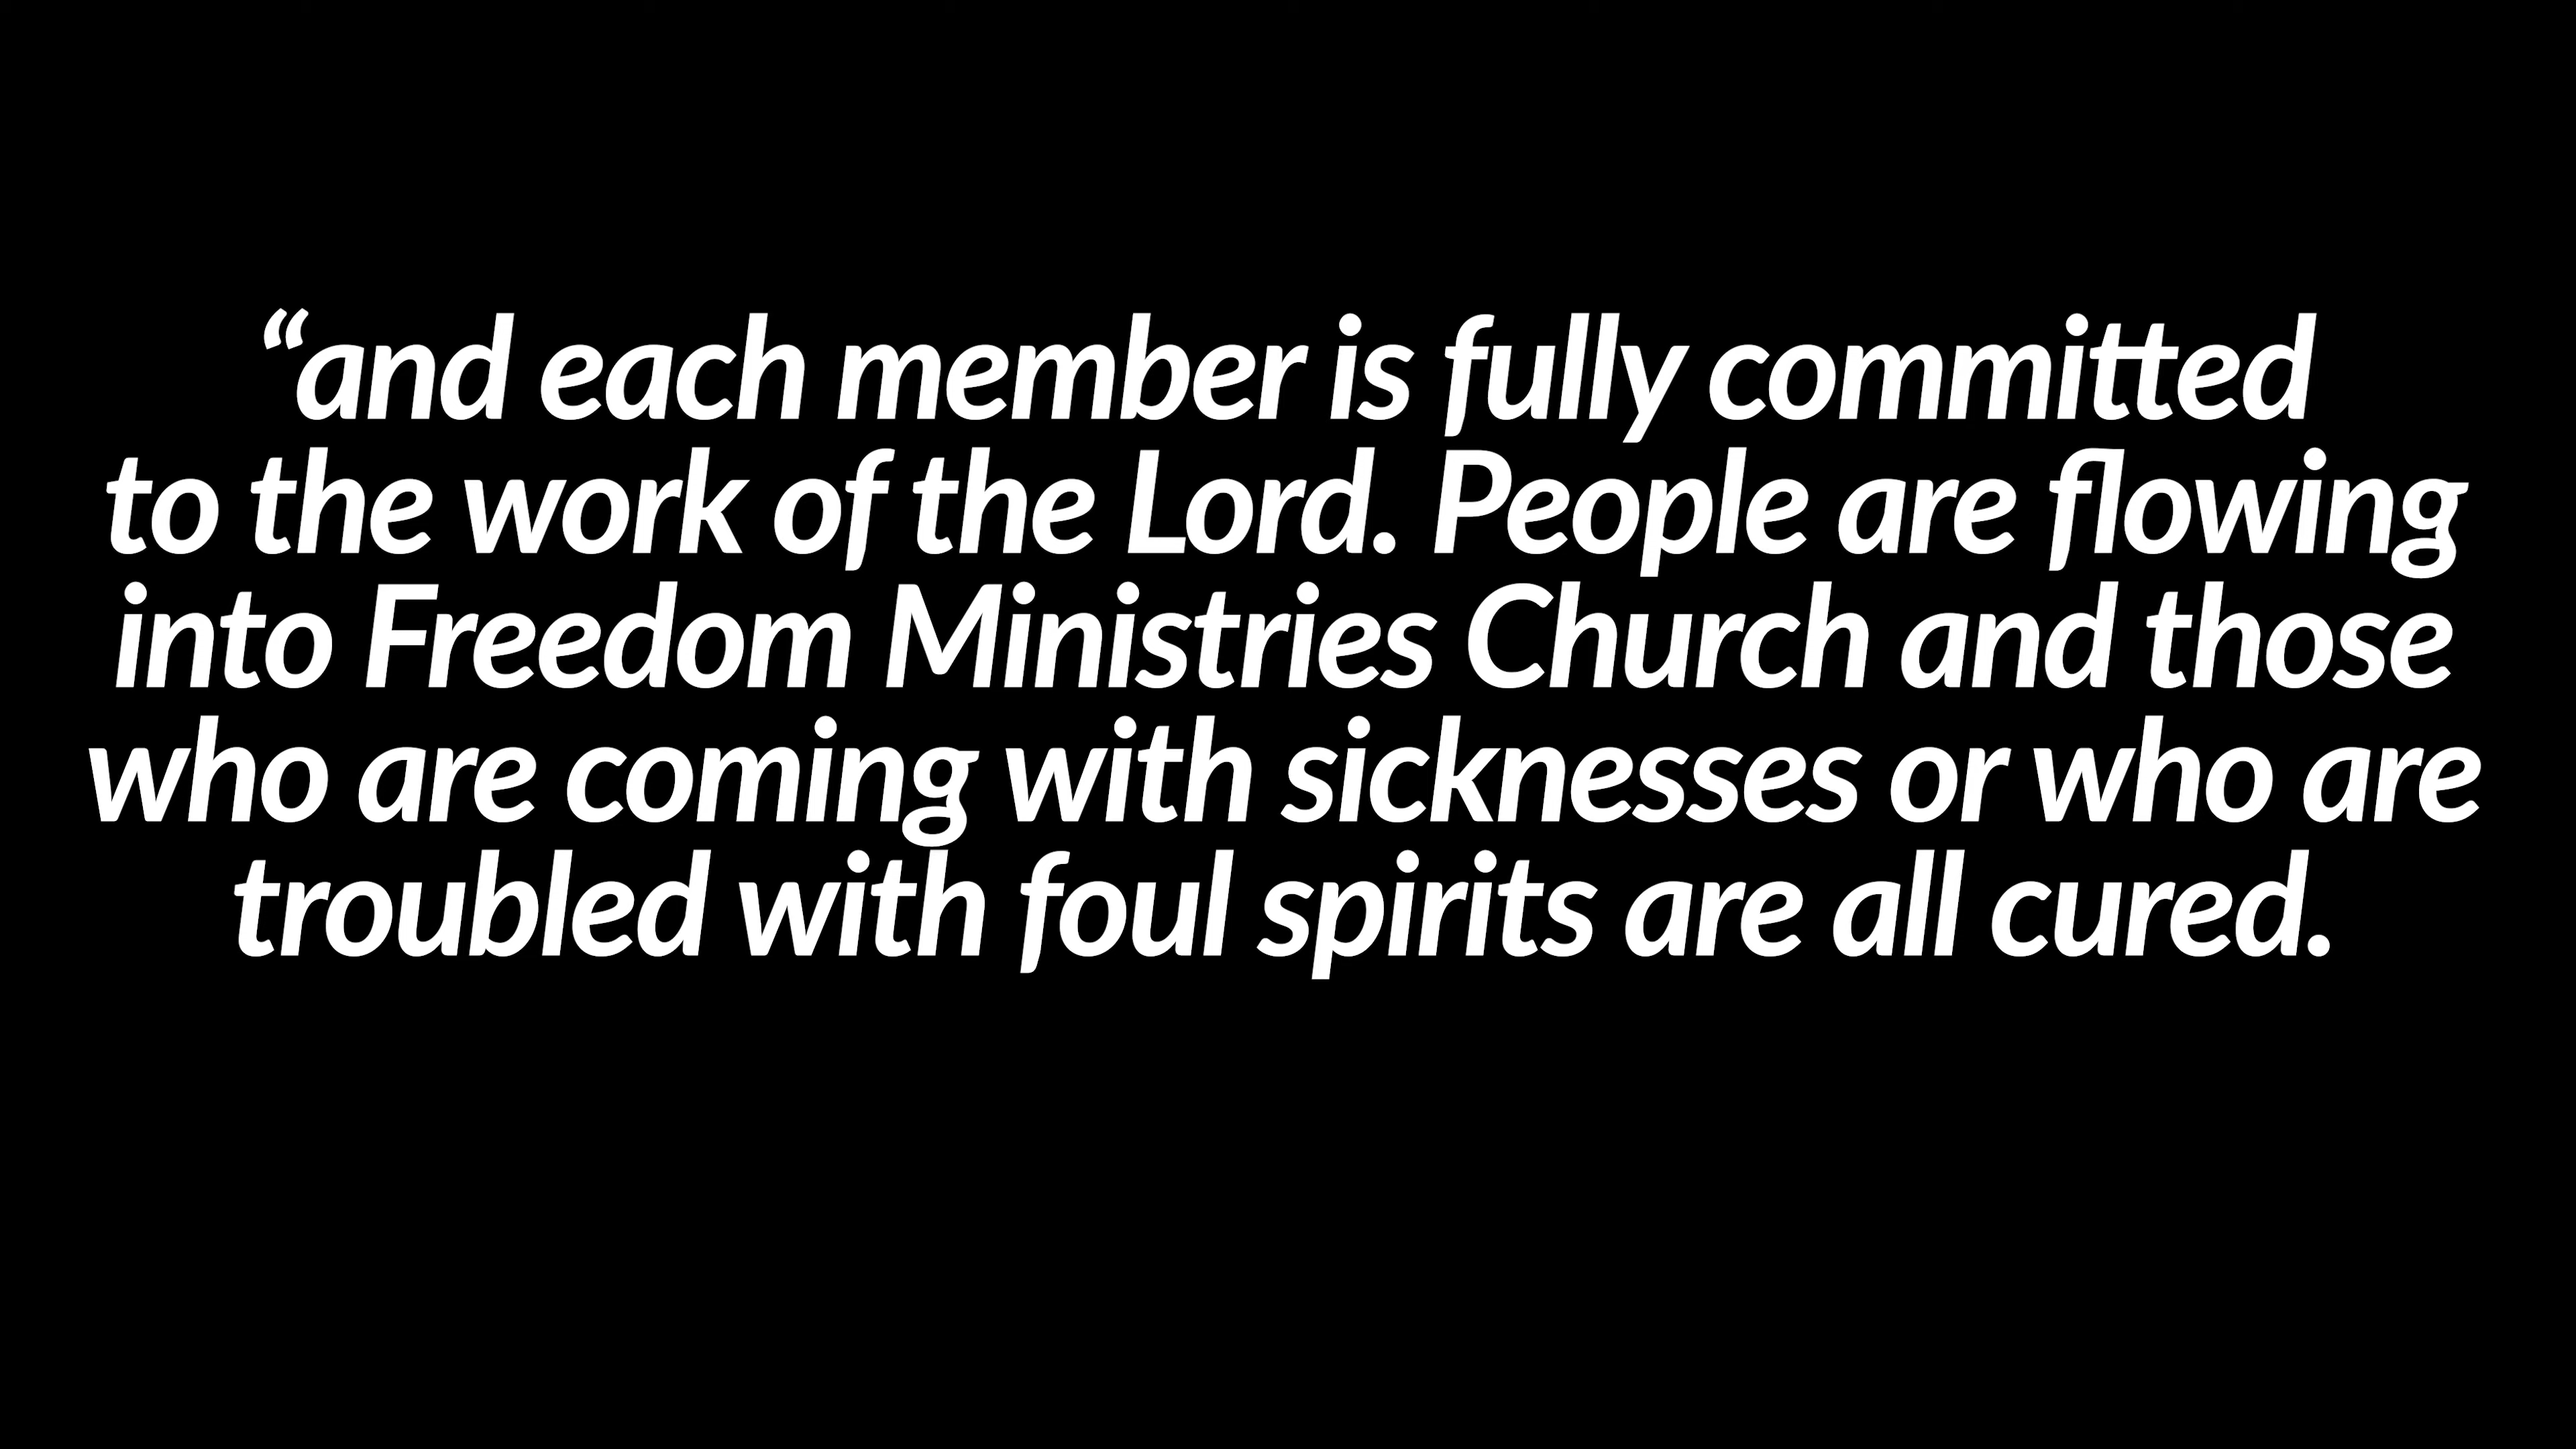 “and each member is fully committed
to the work of the Lord. People are flowing
into Freedom Ministries Church and those
who are coming with sicknesses or who are
troubled with foul spirits are all cured.